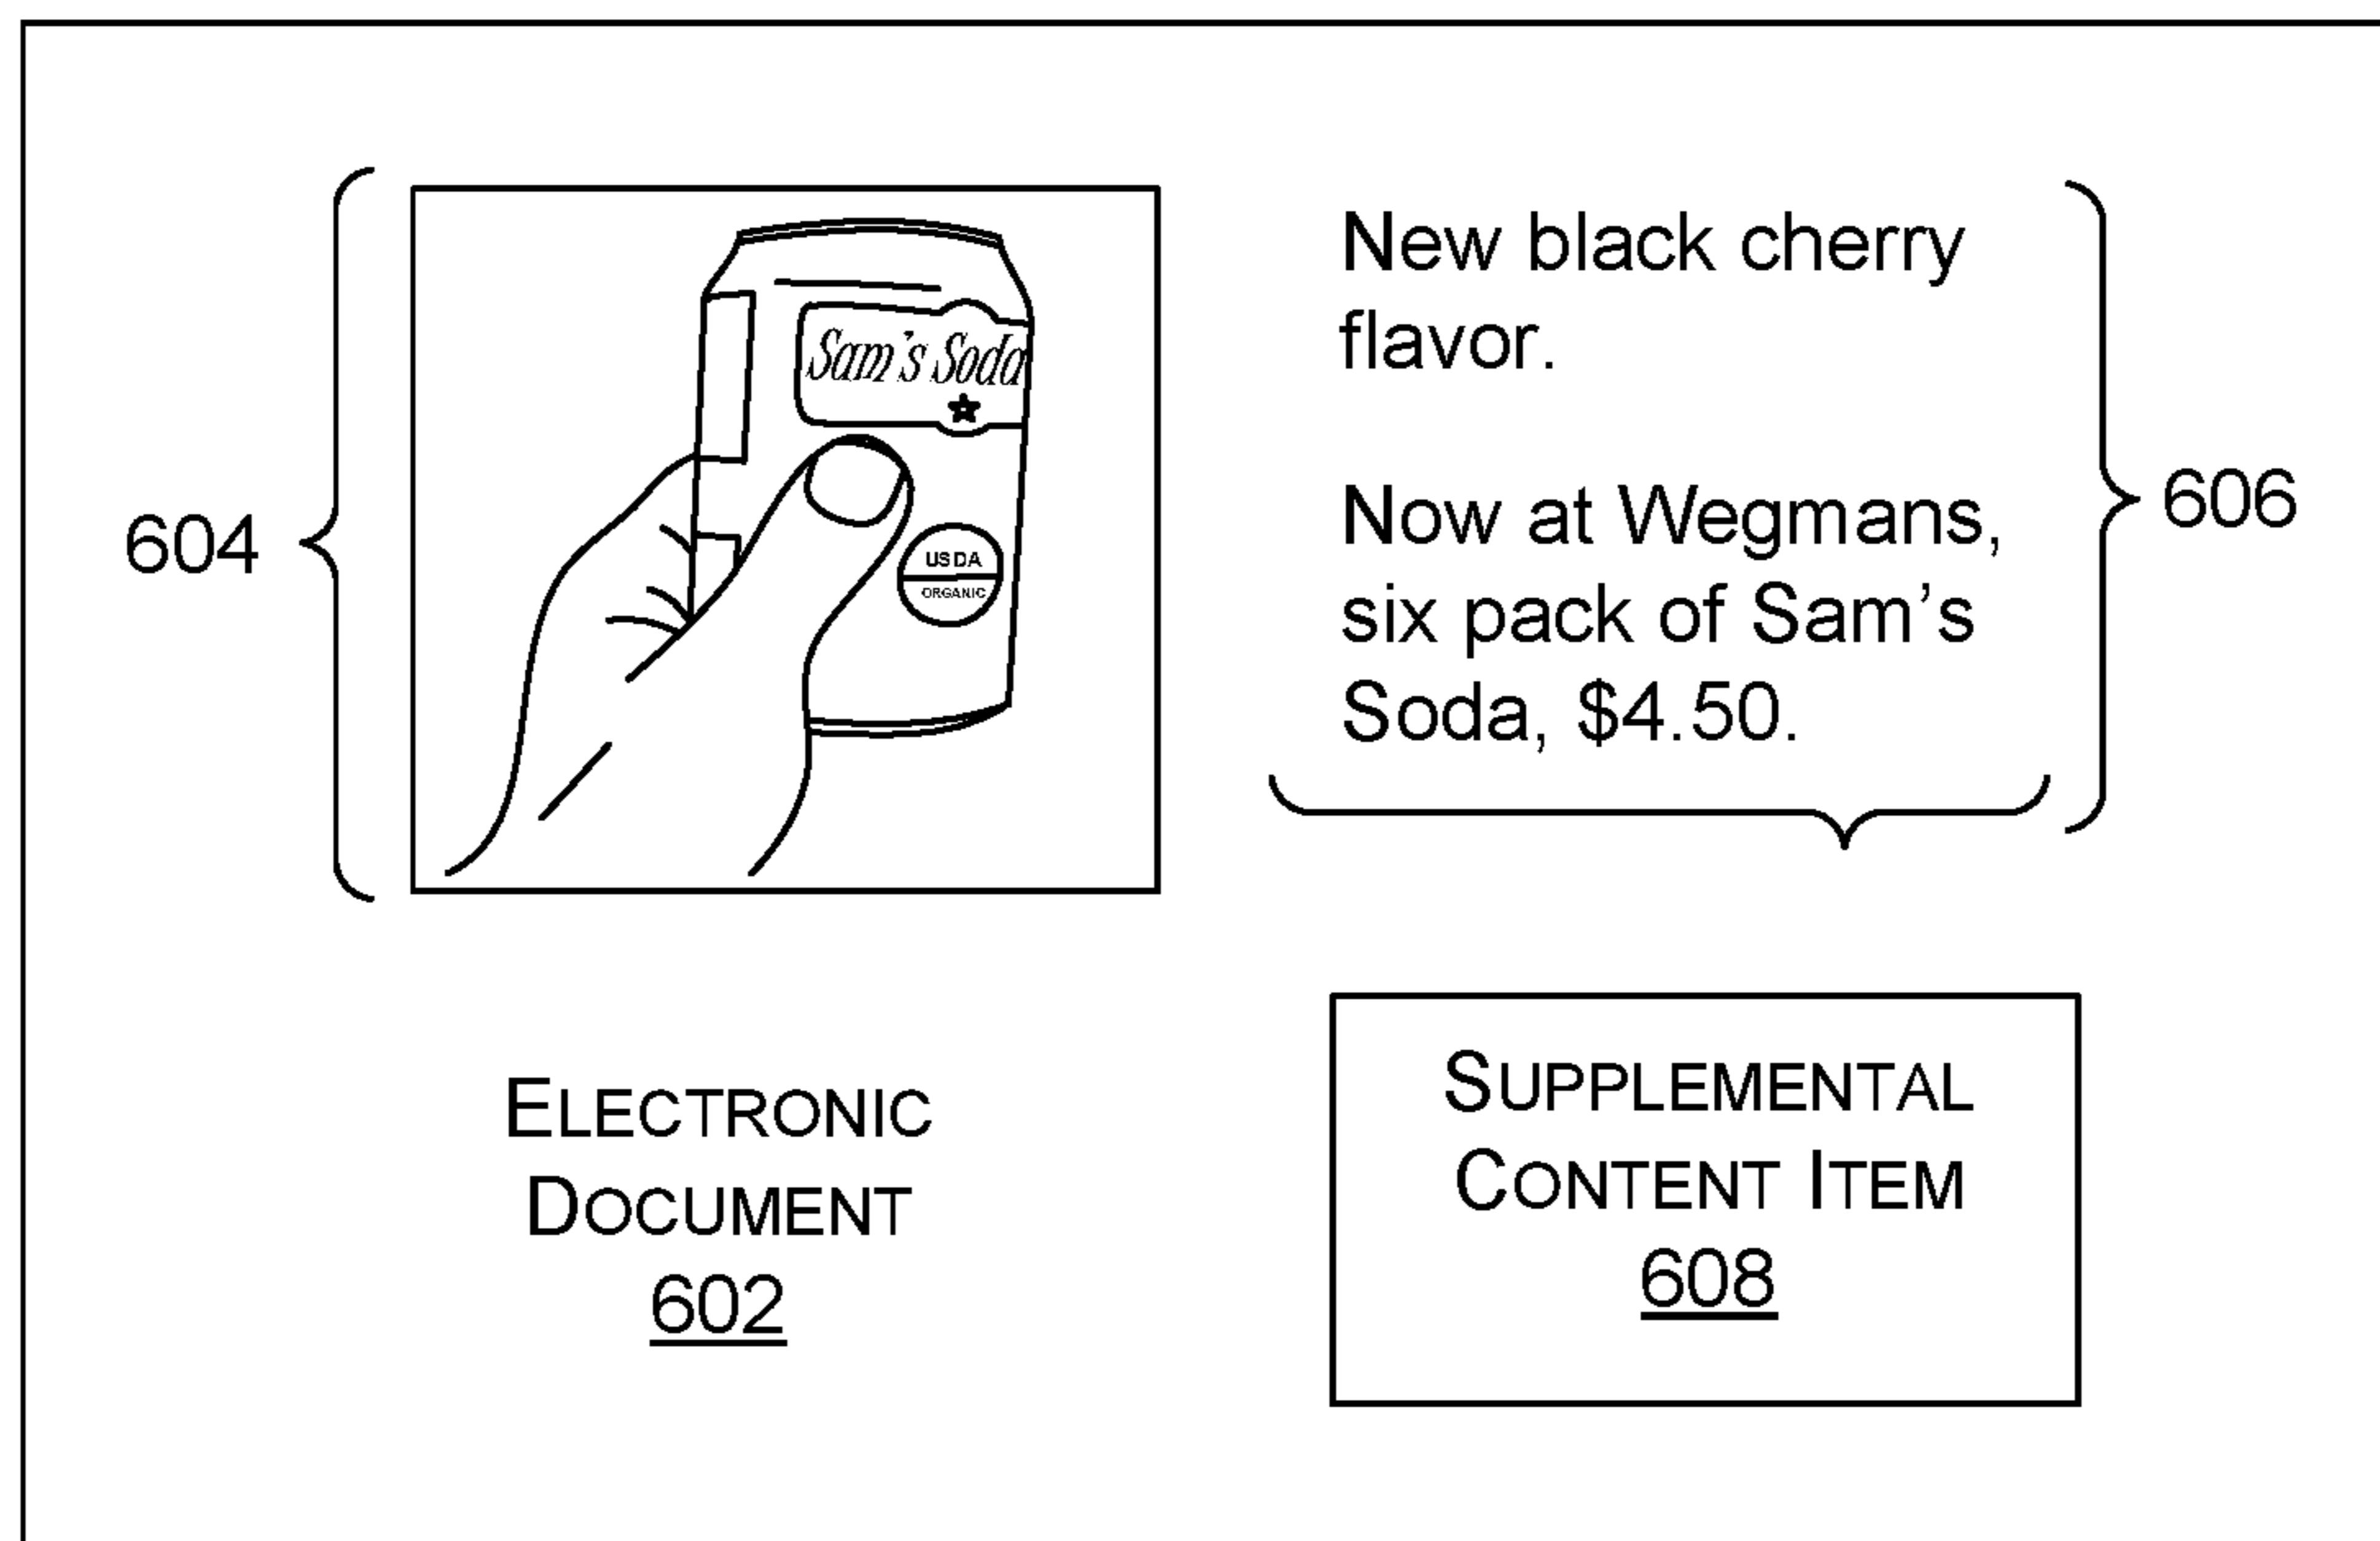 604
Sam's Soda
USDA
ORGANIC
New black cherry
flavor.
Now at Wegmans,
six pack of Sam's
Soda, $4.50.
606
ELECTRONIC
DOCUMENT
602
SUPPLEMENTAL
CONTENT ITEM
608